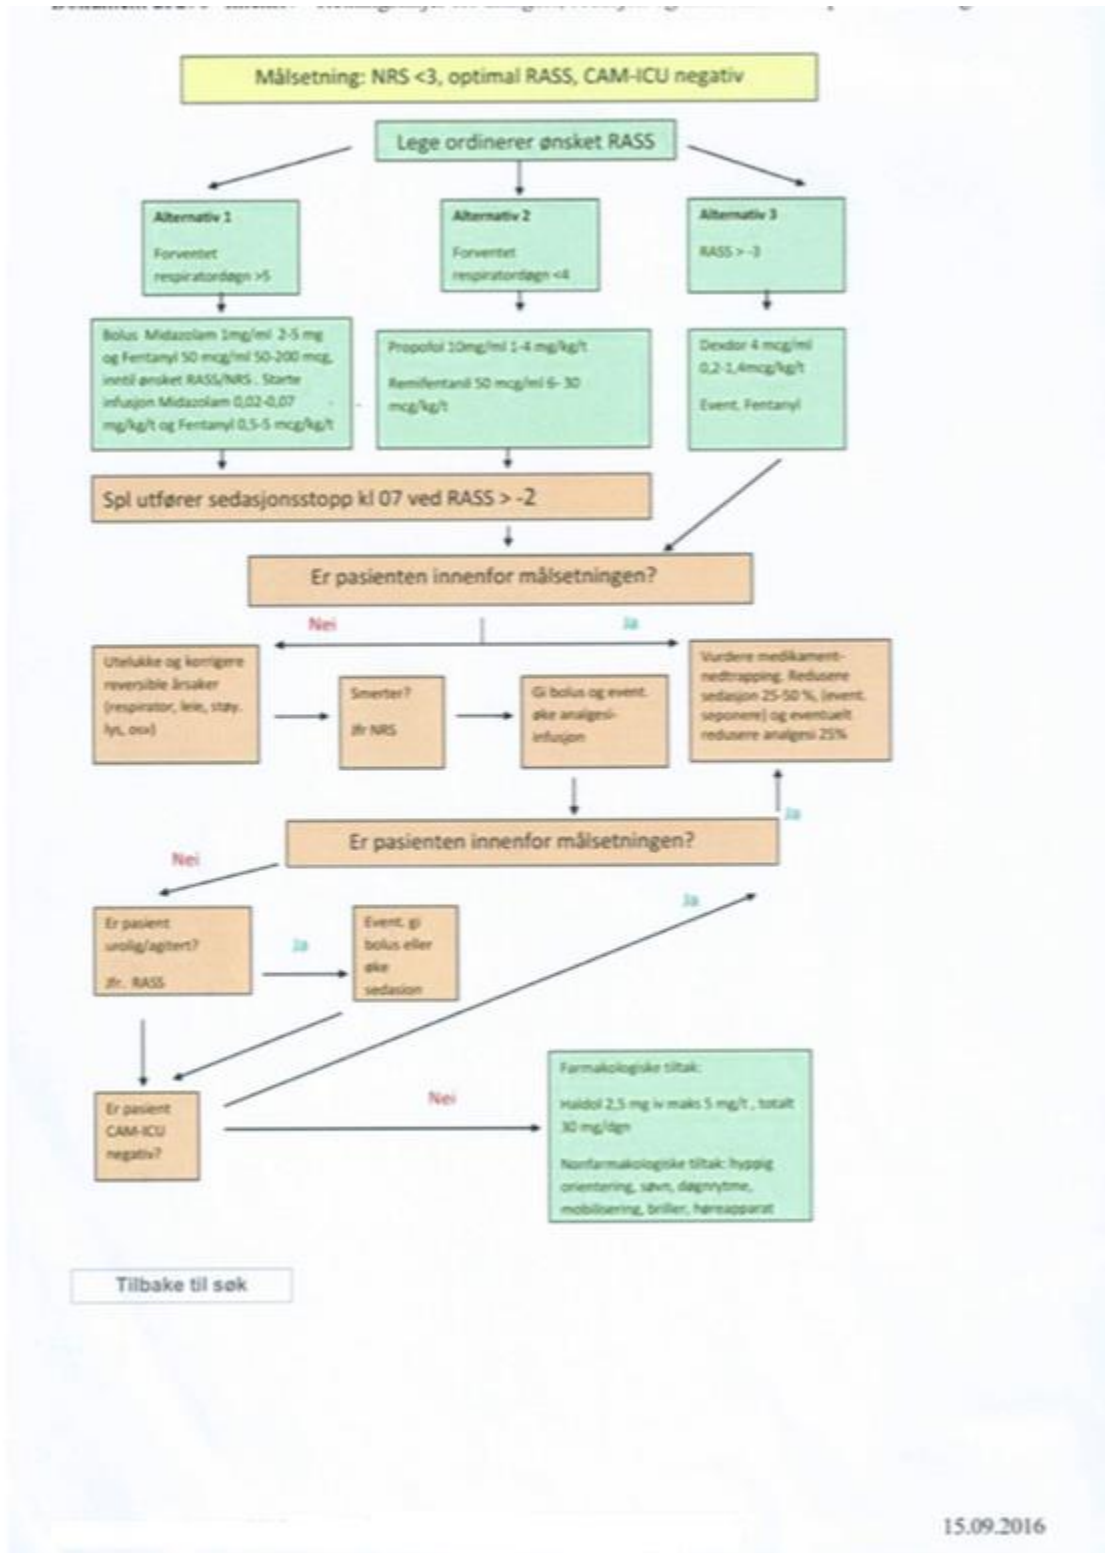 Målsetning: NRS <3, optimal RASS, CAM-ICU negativ
Lege ordinerer ønsket RASS
Alternativ 1
Forventet
respiratordøgn >5
Alternativ 2
Forventet
respiratordøgn <4
Alternativ 3
RASS > -3
Bolus Midazolam 1mg/ml 2-5 mg
og Fentanyl 50 mcg/ml 50-200 mcg,
inntil ønsket RASS/NRS . Starte
infusjon Midazolam 0,02-0,07
mg/kg/t og Fentanyl 0,5-5 mcg/kg/t
Propofol 10mg/ml 1-4 mg/kg/t
Remifentanil 50 mcg/ml 6- 30
mcg/kg/t
Dexdor 4 mcg/ml
0,2-1,4mcg/kg/t
Event. Fentanyl
Spl utfører sedasjonsstopp kl 07 ved RASS > -2
Er pasienten innenfor målsetningen?
Nei
Ja
Utelukke og korrigere
reversible årsaker
(respirator, leie, støy.
lys, osv)
Smerter?
Jfr NRS
Gi bolus og event.
øke analgesi-
infusjon
Vurdere medikament-
nedtrapping. Redusere
sedasjon 25-50 %, (event.
seponere) og eventuelt
redusere analgesi 25%
Ja
Er pasienten innenfor målsetningen?
Nei
Ja
Er pasient
urolig/agitert?
Jfr. RASS
Ja
Event. gi
bolus eller
øke
sedasjon
Er pasient
CAM-ICU
negativ?
Nei
Farmakologiske tiltak:
Haldol 2,5 mg iv maks 5 mg/t , totalt
30 mg/dgn
Nonfarmakologiske tiltak: hyppig
orientering, søvn, døgnrytme,
mobilisering, briller, høreapparat
Tilbake til søk
15.09.2016